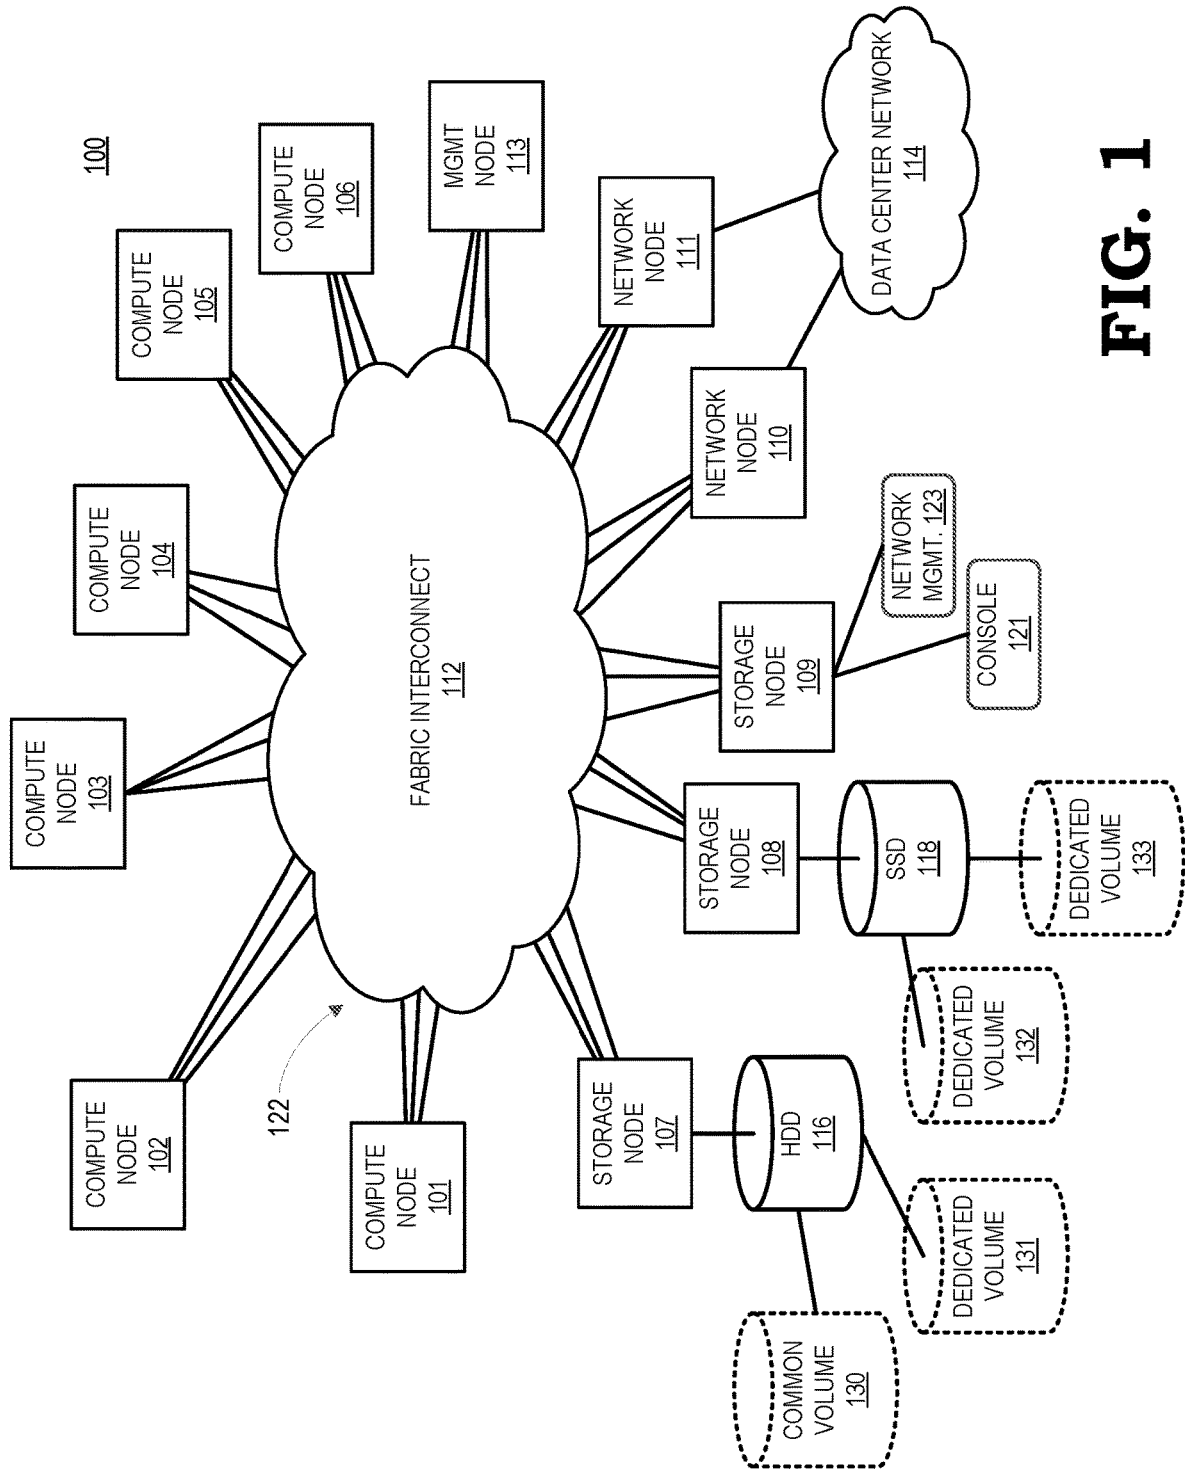 100
COMPUTE
NODE
102
COMPUTE
NODE
103
COMPUTE
NODE
104
COMPUTE
NODE
105
COMPUTE
NODE
106
122
COMPUTE
NODE
101
FABRIC INTERCONNECT
112
MGMT
NODE
113
STORAGE
NODE
107
STORAGE
NODE
108
STORAGE
NODE
109
NETWORK
NODE
110
NETWORK
NODE
111
HDD
116
SSD
118
NETWORK
MGMT. 123
CONSOLE
121
DATA CENTER NETWORK
114
COMMON
VOLUME
130
DEDICATED
VOLUME
131
DEDICATED
VOLUME
132
DEDICATED
VOLUME
133
FIG. 1